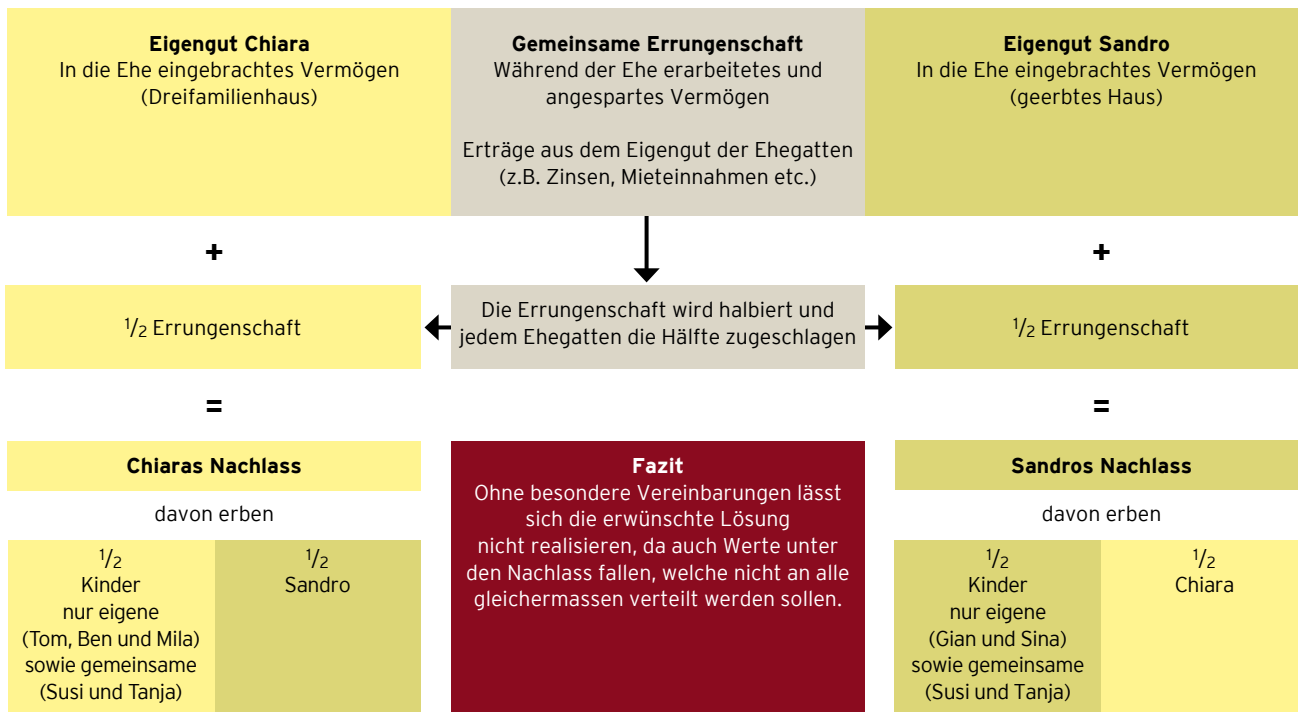 Eigengut Chiara
In die Ehe eingebrachtes Vermögen
(Dreifamilienhaus)
Gemeinsame Errungenschaft
Während der Ehe erarbeitetes und
angespartes Vermögen
Erträge aus dem Eigengut der Ehegatten
(z.B. Zinsen, Mieteinnahmen etc.)
Eigengut Sandro
In die Ehe eingebrachtes Vermögen
(geerbtes Haus)
+
+
1/2 Errungenschaft
Die Errungenschaft wird halbiert und
jedem Ehegatten die Hälfte zugeschlagen
1/2 Errungenschaft
=
=
Chiaras Nachlass
davon erben
1/2
Kinder
nur eigene
(Tom, Ben und Mila)
sowie gemeinsame
(Susi und Tanja)
1/2
Sandro
Fazit
Ohne besondere Vereinbarungen lässt
sich die erwünschte Lösung
nicht realisieren, da auch Werte unter
den Nachlass fallen, welche nicht an alle
gleichermassen verteilt werden sollen.
Sandros Nachlass
davon erben
1/2
Kinder
nur eigene
(Gian und Sina)
sowie gemeinsame
(Susi und Tanja)
1/2
Chiara